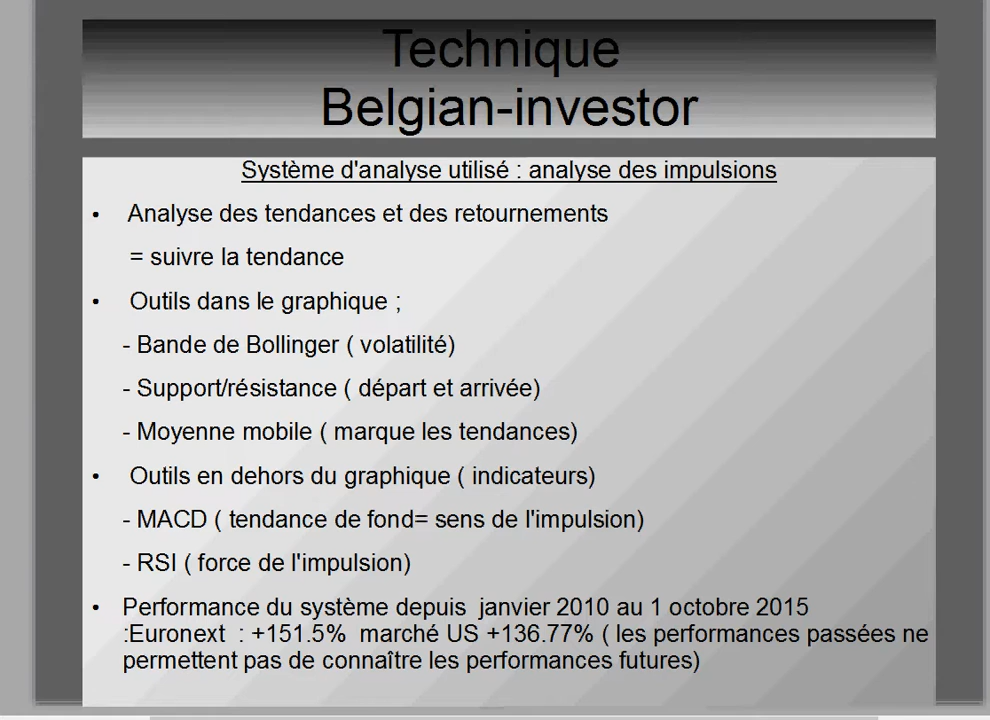 Technique
Belgian-investor
Système d'analyse utilisé : analyse des impulsions
• Analyse des tendances et des retournements
= suivre la tendance
• Outils dans le graphique ;
- Bande de Bollinger ( volatilité)
- Support/résistance ( départ et arrivée)
- Moyenne mobile ( marque les tendances)
• Outils en dehors du graphique ( indicateurs)
- MACD ( tendance de fond= sens de l'impulsion)
- RSI ( force de l'impulsion)
• Performance du système depuis janvier 2010 au 1 octobre 2015
:Euronext : +151.5% marché US +136.77% ( les performances passées ne
permettent pas de connaître les performances futures)